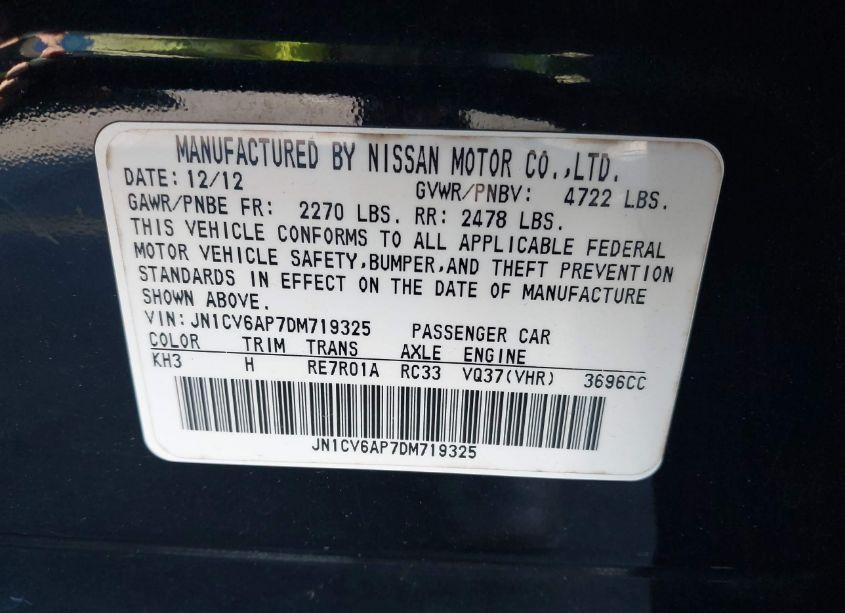 MANUFACTURED BY NISSAN MOTOR CO.,LTD.
DATE: 12/12 GVWR/PNBV: 4722 LBS.
GAWR/PNBE FR: 2270 LBS. RR: 2478 LBS.
THIS VEHICLE CONFORMS TO ALL APPLICABLE FEDERAL
MOTOR VEHICLE SAFETY,BUMPER,AND THEFT PREVENTION
STANDARDS IN EFFECT ON THE DATE OF MANUFACTURE
SHOWN ABOVE.
VIN: JN1CV6AP7DM719325 PASSENGER CAR
COLOR TRIM TRANS AXLE ENGINE
KH3 H RE7R01A RC33 VQ37(VHR) 3696CC
JN1CV6AP7DM719325